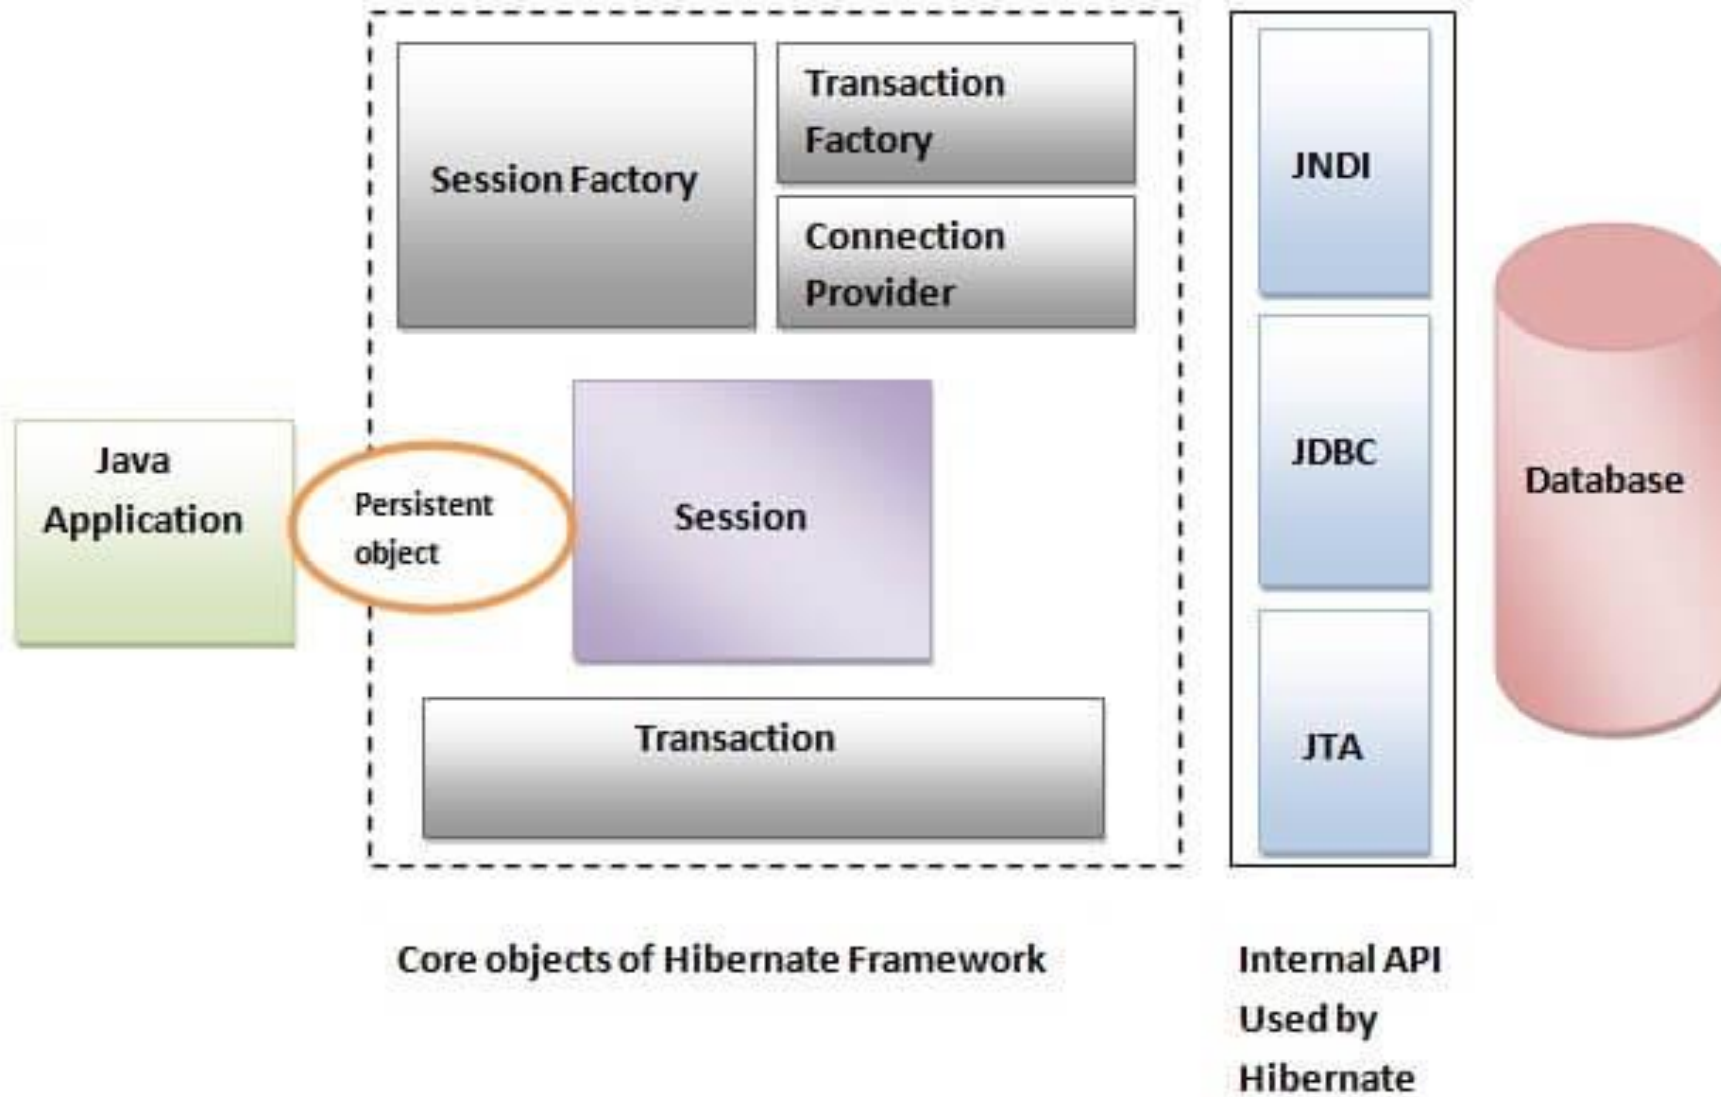 Session Factory
Transaction
Factory
Connection
Provider
JNDI
Java
Application
Persistent
object
Session
JDBC
Database
Transaction
JTA
Core objects of Hibernate Framework
Internal API
Used by
Hibernate